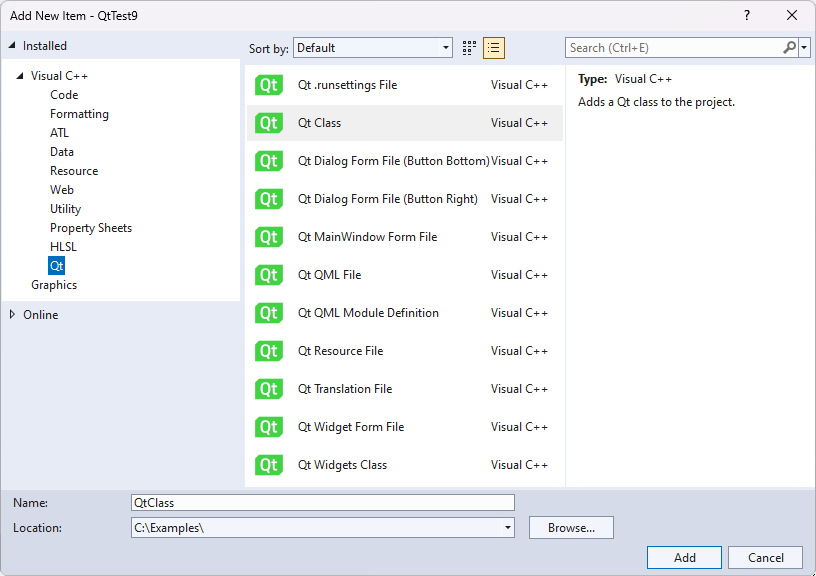 Add New Item - QtTest9
?
Installed
Sort by: Default
Search (Ctrl+E)
Visual C++
Code
Formatting
ATL
Data
Resource
Web
Utility
Property Sheets
HLSL
Qt
Graphics
Online
Qt Qt .runsettings File Visual C++
Qt Qt Class Visual C++
Qt Qt Dialog Form File (Button Bottom) Visual C++
Qt Qt Dialog Form File (Button Right) Visual C++
Qt Qt MainWindow Form File Visual C++
Qt Qt QML File Visual C++
Qt Qt QML Module Definition Visual C++
Qt Qt Resource File Visual C++
Qt Qt Translation File Visual C++
Qt Qt Widget Form File Visual C++
Qt Qt Widgets Class Visual C++
Type: Visual C++
Adds a Qt class to the project.
Name: QtClass
Location: C:\Examples\
Browse...
Add Cancel